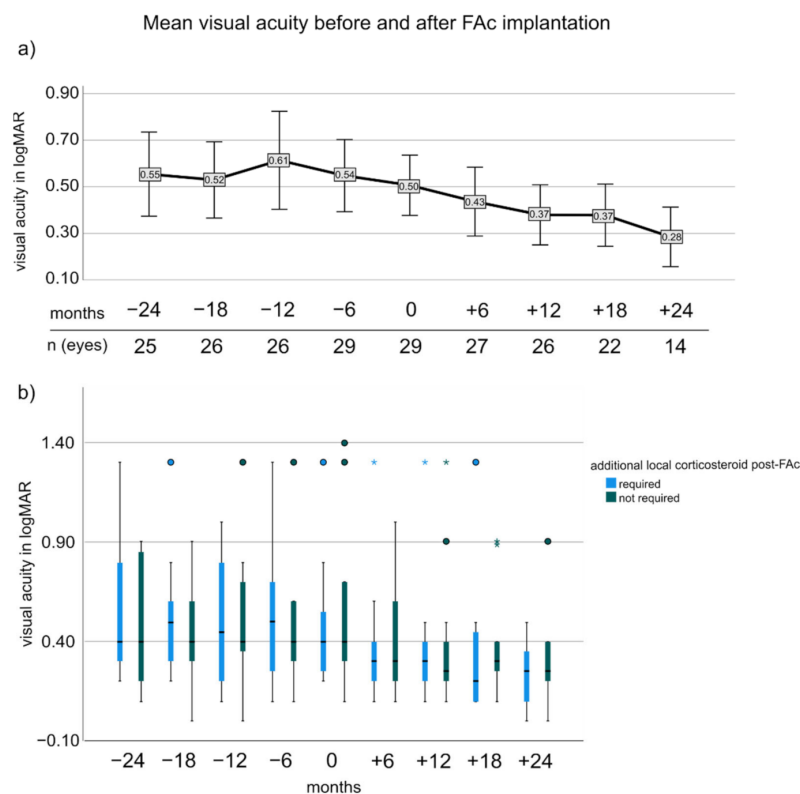 Mean visual acuity before and after FAc implantation
a)
visual acuity in logMAR
0.90
0.70
0.50
0.30
0.10
0.55
0.52
0.61
0.54
0.50
0.43
0.37
0.37
0.28
months −24 −18 −12 −6 0 +6 +12 +18 +24
n (eyes) 25 26 26 29 29 27 26 22 14
b)
visual acuity in logMAR
1.40
0.90
0.40
−0.10
additional local corticosteroid post-FAc
required
not required
−24 −18 −12 −6 0 +6 +12 +18 +24
months